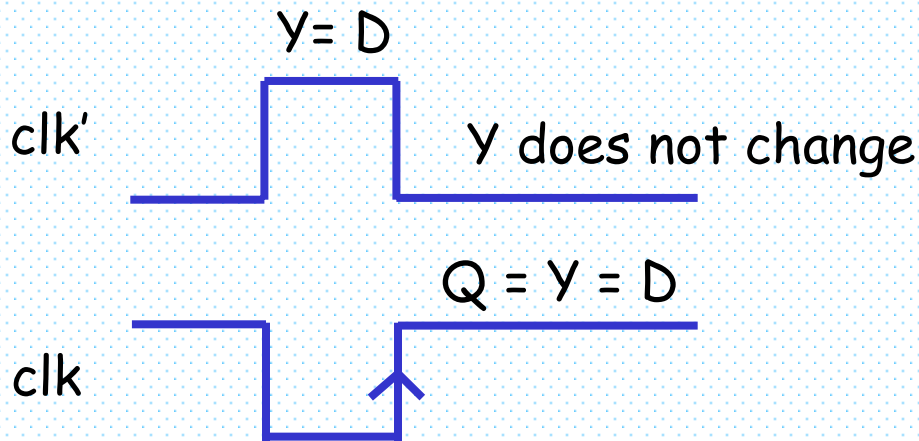 Y= D
clk'
Y does not change
Q = Y = D
clk